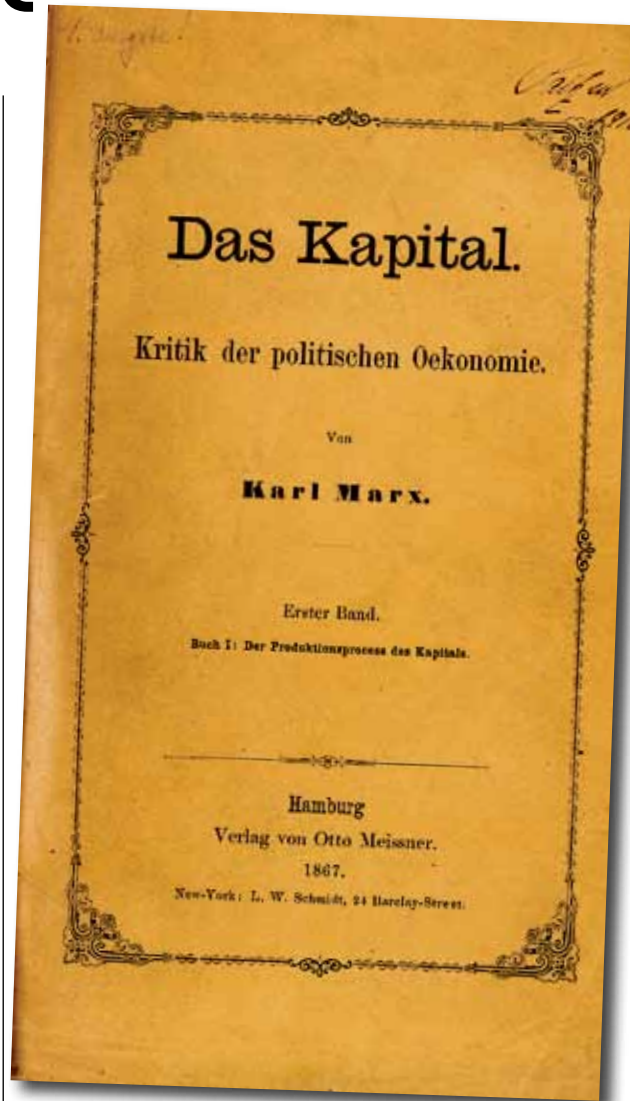 Das Kapital.
Kritik der politischen Oekonomie.
Von
Karl Marx.
Erster Band.
Buch I: Der Produktionsprocess des Kapitals.
Hamburg
Verlag von Otto Meissner.
1867.
New-York: L. W. Schmidt, 24 Barclay-Street.